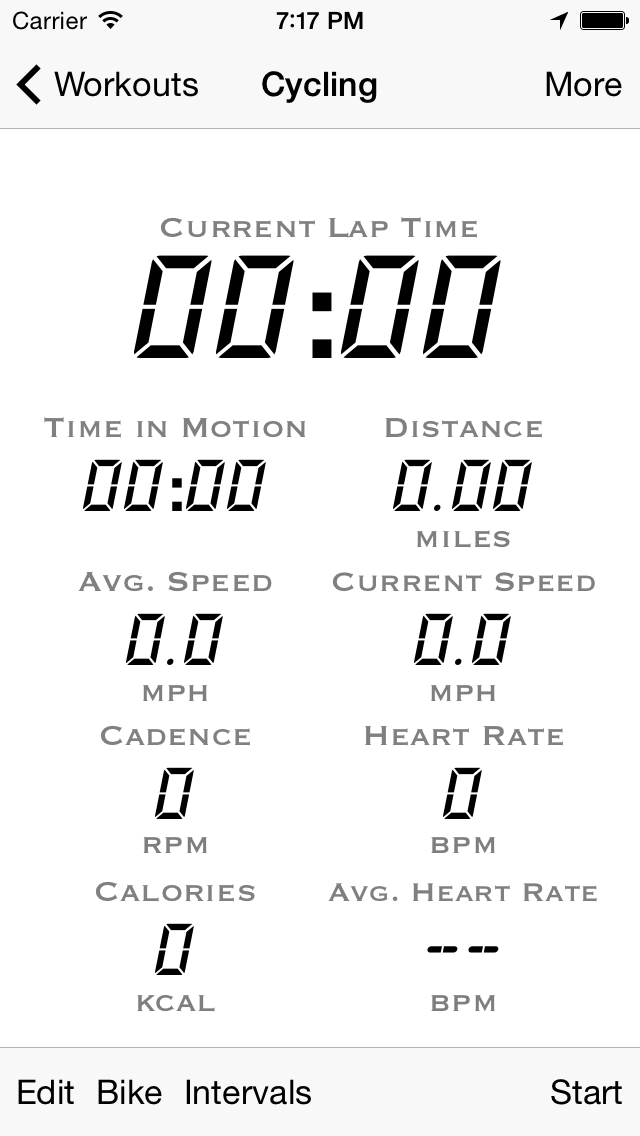 Carrier 7:17 PM
Workouts Cycling More
Current Lap Time
00:00
Time in Motion Distance
00:00 0.00
miles
Avg. Speed Current Speed
0.0 0.0
mph mph
Cadence Heart Rate
0 0
rpm bpm
Calories Avg. Heart Rate
0 --
kcal bpm
Edit Bike Intervals Start